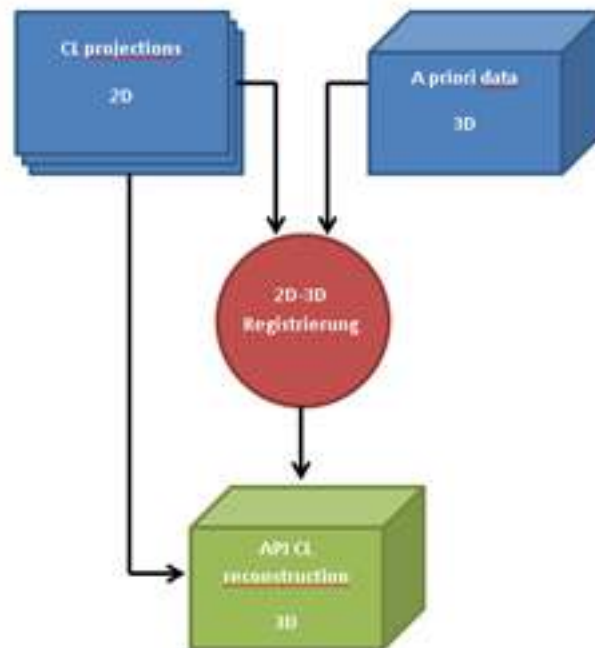 CL projections
2D
A priori data
3D
2D-3D
Registrierung
API CL
reconstruction
3D